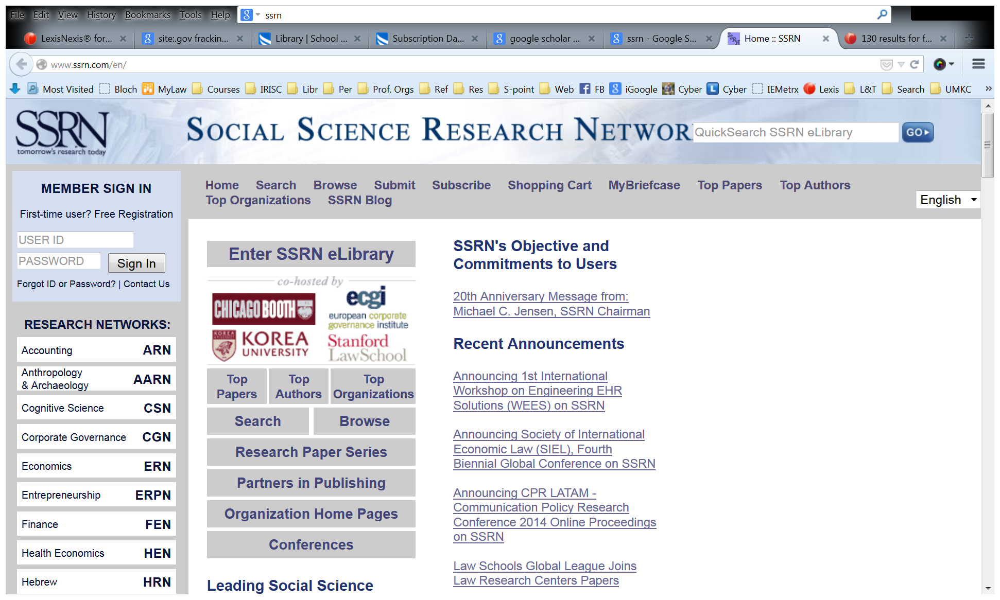 File Edit View History Bookmarks Tools Help ssrn
LexisNexis® for... site:.gov frackin... Library | School ... Subscription Da... google scholar ... ssrn - Google S... Home :: SSRN 130 results for f...
www.ssrn.com/en/
Most Visited Bloch MyLaw Courses IRISC Libr Per Prof. Orgs Ref Res S-point Web FB iGoogle Cyber Cyber IEMetrx Lexis L&T Search UMKC »
SSRN
tomorrow's research today
SOCIAL SCIENCE RESEARCH NETWOR
QuickSearch SSRN eLibrary
GO
MEMBER SIGN IN
First-time user? Free Registration
USER ID
PASSWORD
Sign In
Forgot ID or Password? | Contact Us
RESEARCH NETWORKS:
Accounting ARN
Anthropology
& Archaeology AARN
Cognitive Science CSN
Corporate Governance CGN
Economics ERN
Entrepreneurship ERPN
Finance FEN
Health Economics HEN
Hebrew HRN
Home Search Browse Submit Subscribe Shopping Cart MyBriefcase Top Papers Top Authors
Top Organizations SSRN Blog
English
Enter SSRN eLibrary
co-hosted by
CHICAGO BOOTH
ecgi
european corporate
governance institute
KOREA
UNIVERSITY
Stanford
LawSchool
Top
Papers
Top
Authors
Top
Organizations
Search
Browse
Research Paper Series
Partners in Publishing
Organization Home Pages
Conferences
Leading Social Science
SSRN's Objective and
Commitments to Users
20th Anniversary Message from:
Michael C. Jensen, SSRN Chairman
Recent Announcements
Announcing 1st International
Workshop on Engineering EHR
Solutions (WEES) on SSRN
Announcing Society of International
Economic Law (SIEL), Fourth
Biennial Global Conference on SSRN
Announcing CPR LATAM -
Communication Policy Research
Conference 2014 Online Proceedings
on SSRN
Law Schools Global League Joins
Law Research Centers Papers